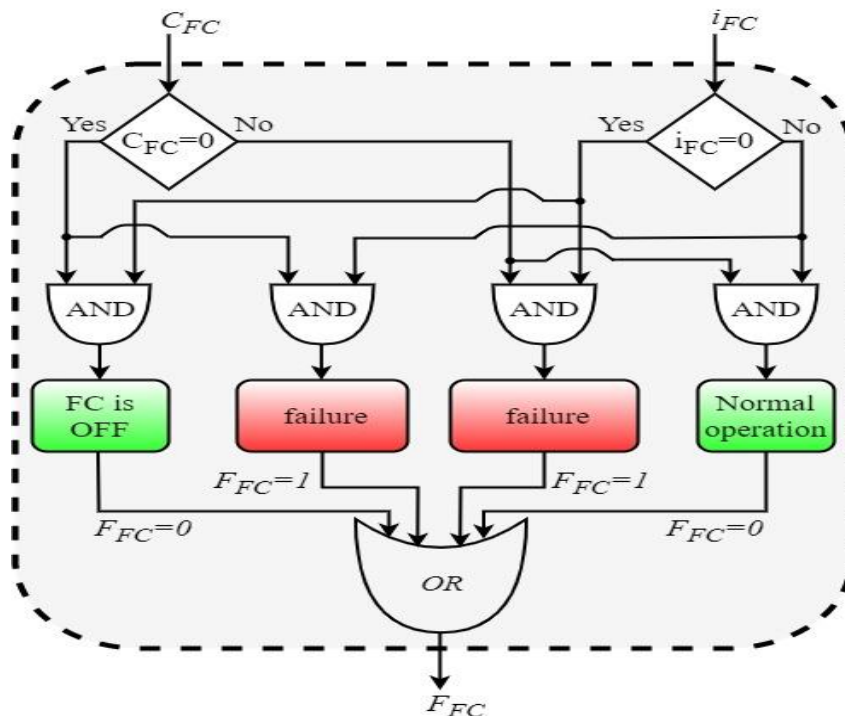 C_FC
i_FC
Yes
C_FC=0
No
Yes
i_FC=0
No
AND
AND
AND
AND
FC is
OFF
failure
failure
Normal
operation
F_FC=1
F_FC=1
F_FC=0
F_FC=0
OR
F_FC